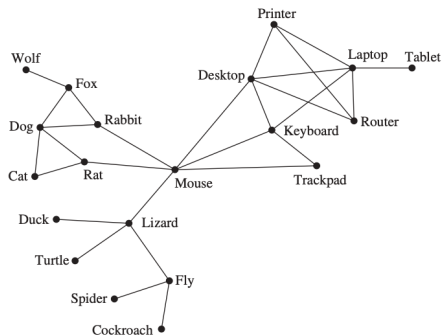 Printer
Wolf
Laptop
Tablet
Fox
Desktop
Dog
Rabbit
Keyboard
Router
Cat
Rat
Mouse
Trackpad
Duck
Lizard
Turtle
Fly
Spider
Cockroach